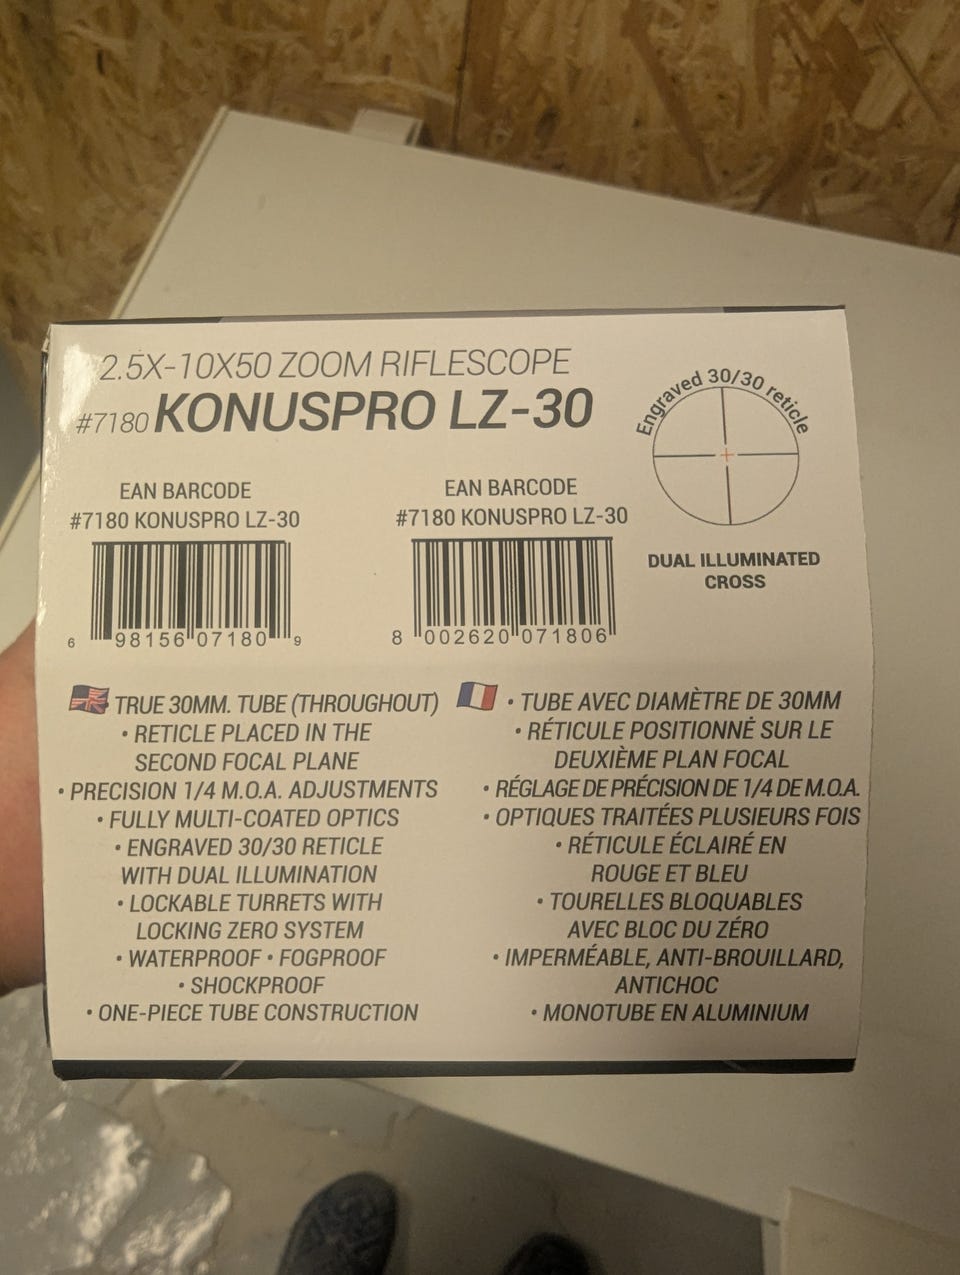 2.5X-10X50 ZOOM RIFLESCOPE
#7180 KONUSPRO LZ-30
Engraved 30/30 reticle
DUAL ILLUMINATED
CROSS
EAN BARCODE
#7180 KONUSPRO LZ-30
6 98156 07180 9
EAN BARCODE
#7180 KONUSPRO LZ-30
8 002620 071806
TRUE 30MM. TUBE (THROUGHOUT)
• RETICLE PLACED IN THE
SECOND FOCAL PLANE
• PRECISION 1/4 M.O.A. ADJUSTMENTS
• FULLY MULTI-COATED OPTICS
• ENGRAVED 30/30 RETICLE
WITH DUAL ILLUMINATION
• LOCKABLE TURRETS WITH
LOCKING ZERO SYSTEM
• WATERPROOF • FOGPROOF
• SHOCKPROOF
• ONE-PIECE TUBE CONSTRUCTION
• TUBE AVEC DIAMÈTRE DE 30MM
• RÉTICULE POSITIONNÉ SUR LE
DEUXIÈME PLAN FOCAL
• RÉGLAGE DE PRÉCISION DE 1/4 DE M.O.A.
• OPTIQUES TRAITÉES PLUSIEURS FOIS
• RÉTICULE ÉCLAIRÉ EN
ROUGE ET BLEU
• TOURELLES BLOQUABLES
AVEC BLOC DU ZÉRO
• IMPERMÉABLE, ANTI-BROUILLARD,
ANTICHOC
• MONOTUBE EN ALUMINIUM